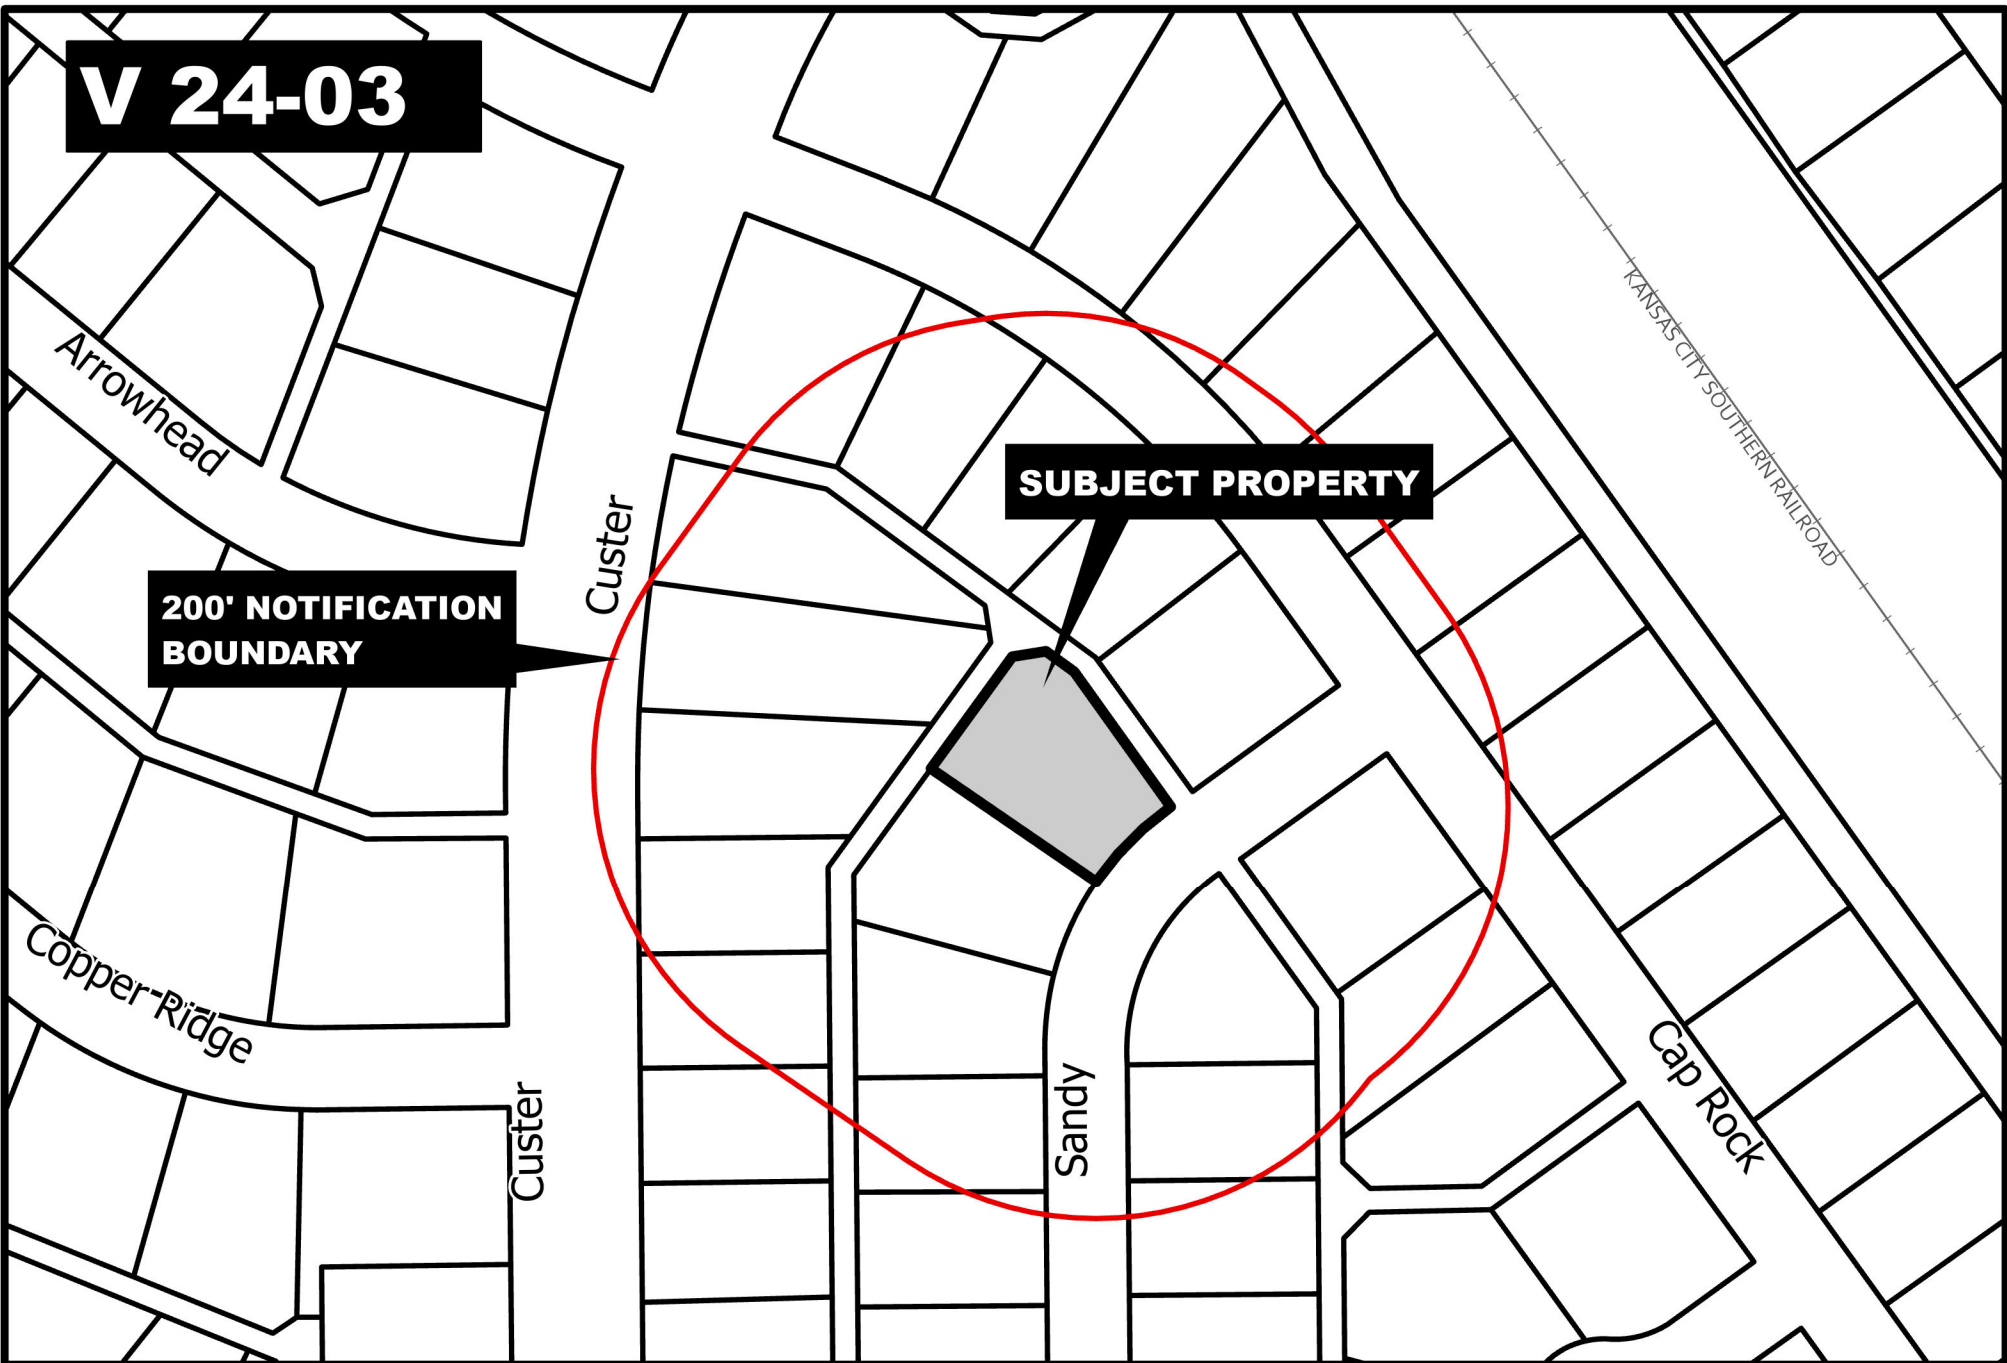 V 24-03
KANSAS CITY SOUTHERN RAILROAD
Arrowhead
SUBJECT PROPERTY
Custer
200' NOTIFICATION
BOUNDARY
Copper Ridge
Custer
Sandy
Cap Rock